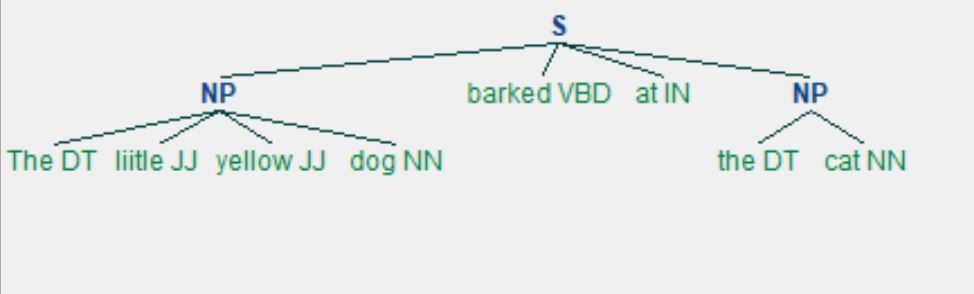 S
NP barked VBD at IN NP
The DT liitle JJ yellow JJ dog NN the DT cat NN